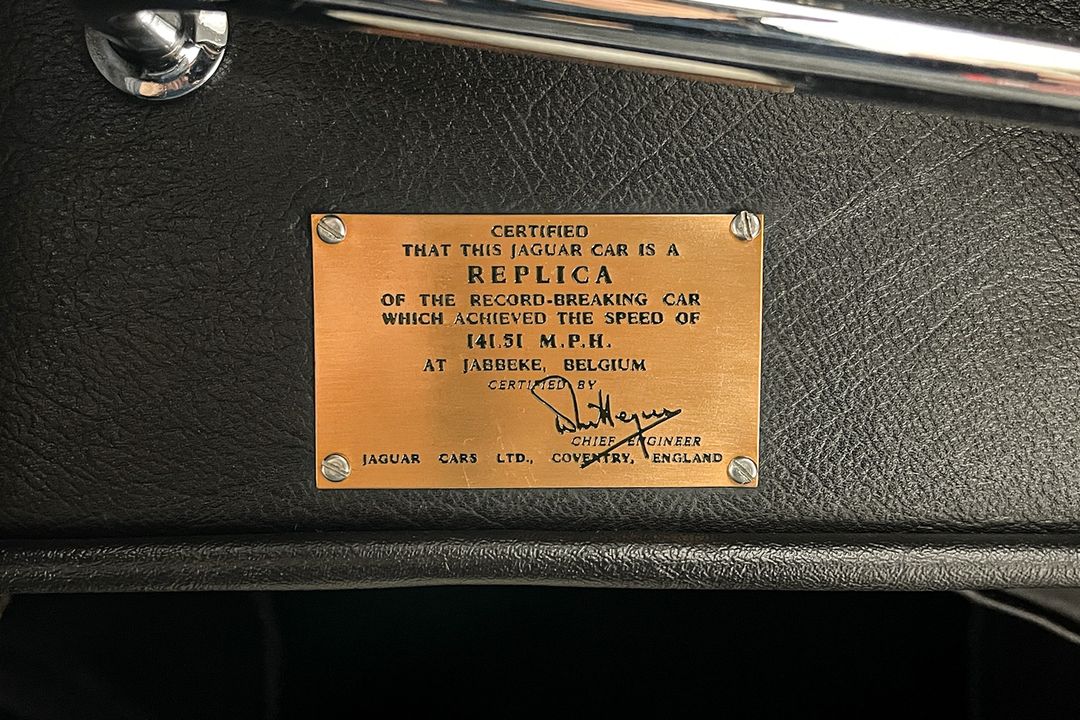 CERTIFIED
THAT THIS JAGUAR CAR IS A
REPLICA
OF THE RECORD-BREAKING CAR
WHICH ACHIEVED THE SPEED OF
141.51 M.P.H.
AT JABBEKE, BELGIUM
CERTIFIED BY
CHIEF ENGINEER
JAGUAR CARS LTD., COVENTRY, ENGLAND